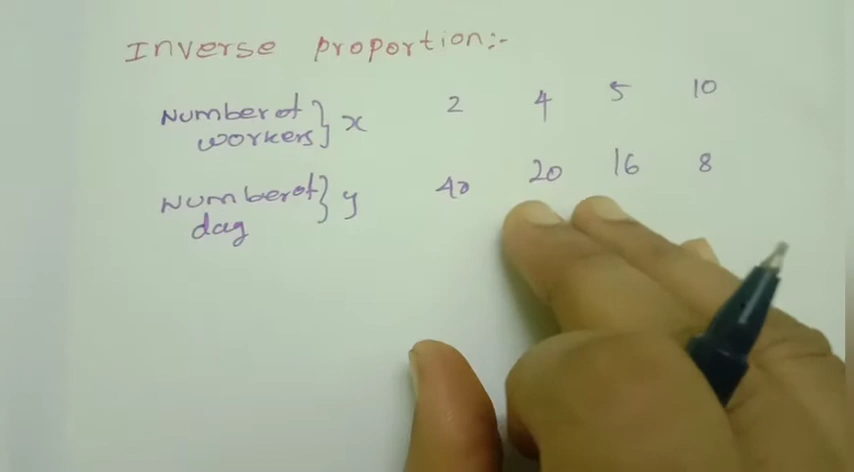 Inverse proportion:-
Number of } x 2 4 5 10
workers
Number of } y 40 20 16 8
day